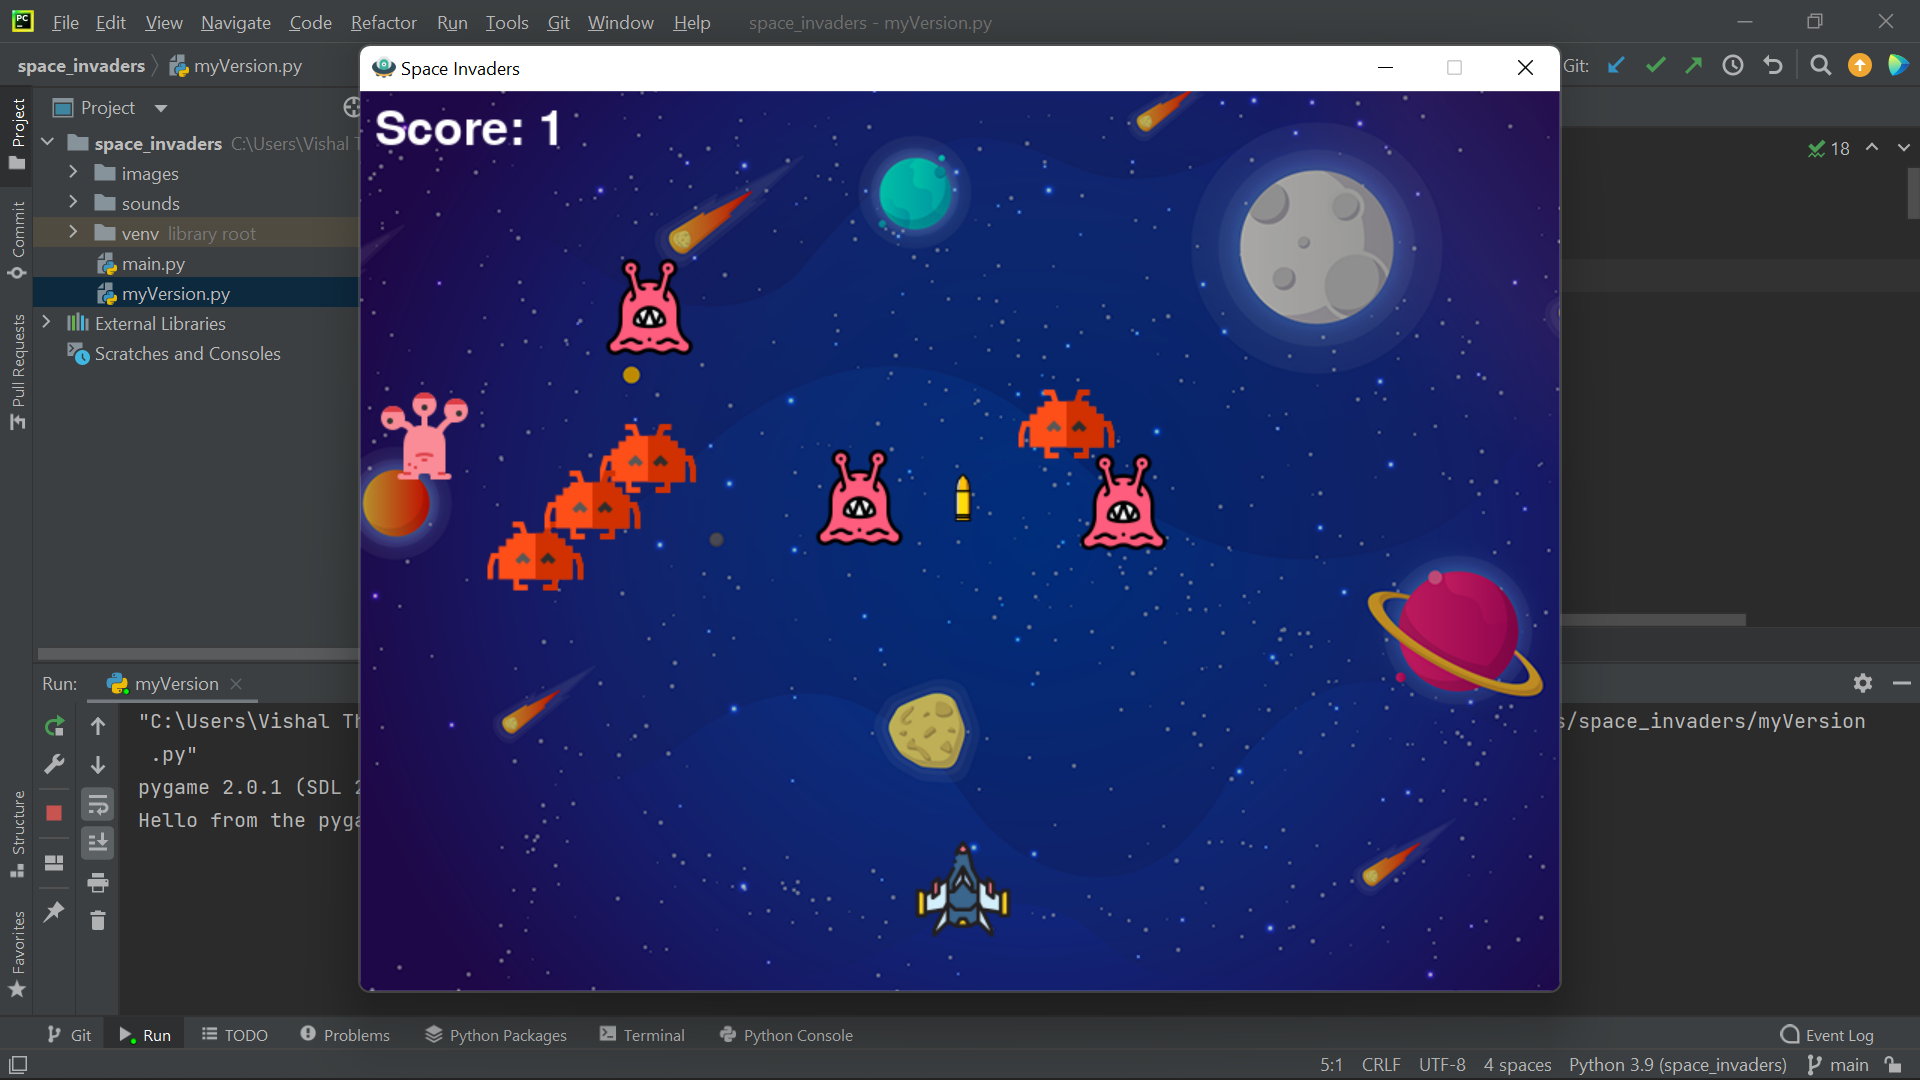 PC
File Edit View Navigate Code Refactor Run Tools Git Window Help space_invaders - myVersion.py
space_invaders myVersion.py
Space Invaders
Git:
Project
Project
Score: 1
space_invaders C:\Users\Vishal
18
images
sounds
Commit
venv library root
main.py
myVersion.py
External Libraries
Pull Requests
Scratches and Consoles
Run: myVersion
"C:\Users\Vishal Th
s/space_invaders/myVersion
.py"
pygame 2.0.1 (SDL 2
Hello from the pyga
Structure
Favorites
Git Run TODO Problems Python Packages Terminal Python Console Event Log
5:1 CRLF UTF-8 4 spaces Python 3.9 (space_invaders) main